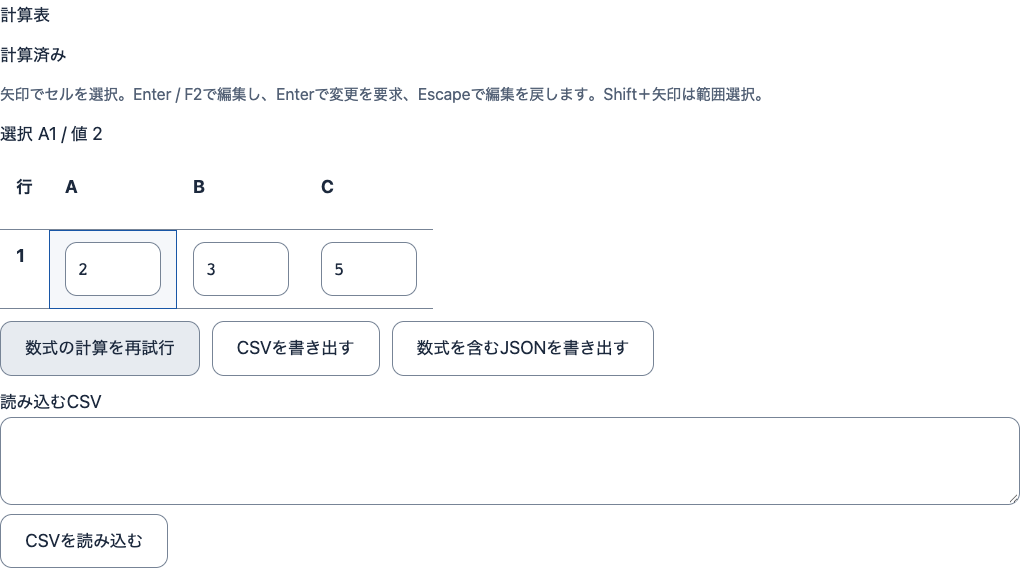 計算表
計算済み
矢印でセルを選択。Enter / F2で編集し、Enterで変更を要求、Escapeで編集を戻します。Shift＋矢印は範囲選択。
選択 A1 / 値 2
行 A B C
1 2 3 5
数式の計算を再試行 CSVを書き出す 数式を含むJSONを書き出す
読み込むCSV
CSVを読み込む